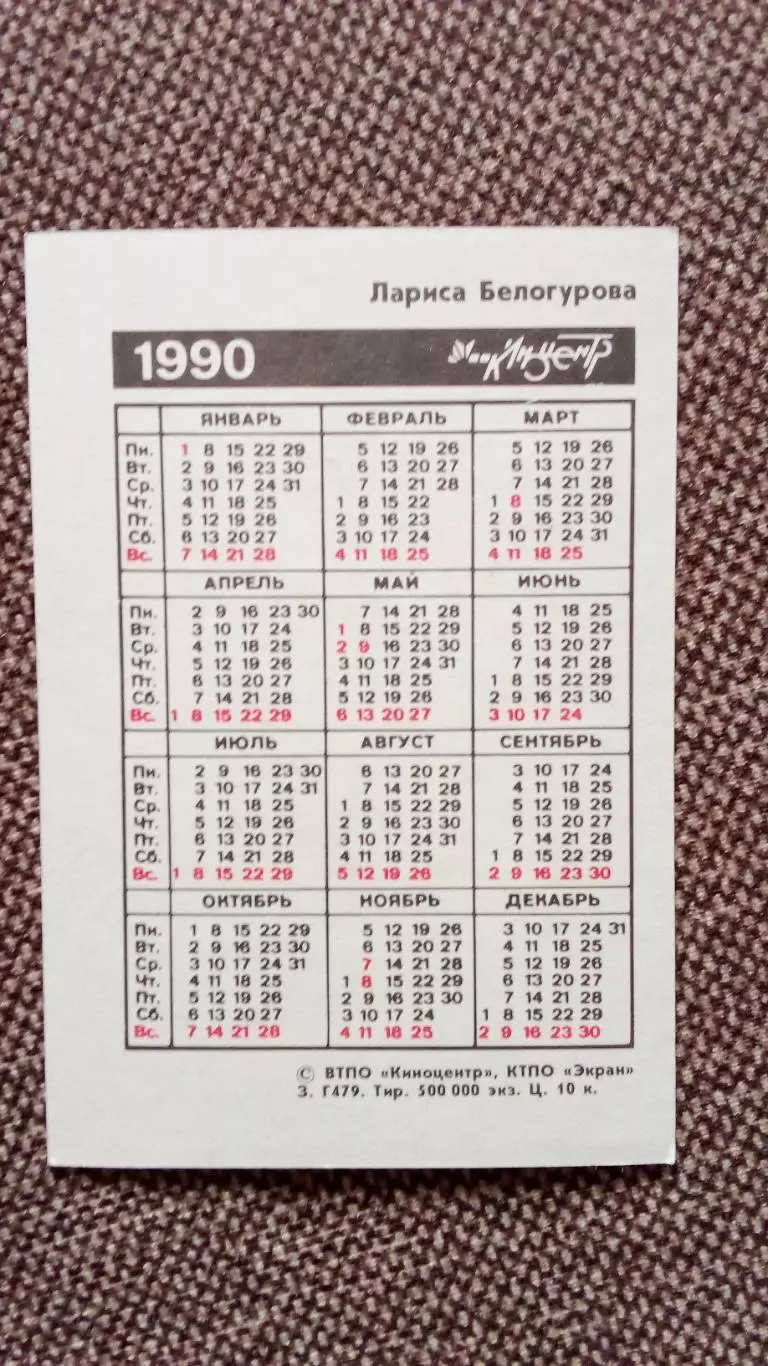 Лариса Белогурова
1990 Киноцентр
ЯНВАРЬ ФЕВРАЛЬ МАРТ
Пн. 1 8 15 22 29 5 12 19 26 5 12 19 26
Вт. 2 9 16 23 30 6 13 20 27 6 13 20 27
Ср. 3 10 17 24 31 7 14 21 28 7 14 21 28
Чт. 4 11 18 25 1 8 15 22 1 8 15 22 29
Пт. 5 12 19 26 2 9 16 23 2 9 16 23 30
Сб. 6 13 20 27 3 10 17 24 3 10 17 24 31
Вс. 7 14 21 28 4 11 18 25 4 11 18 25
АПРЕЛЬ МАЙ ИЮНЬ
Пн. 2 9 16 23 30 7 14 21 28 4 11 18 25
Вт. 3 10 17 24 1 8 15 22 29 5 12 19 26
Ср. 4 11 18 25 2 9 16 23 30 6 13 20 27
Чт. 5 12 19 26 3 10 17 24 31 7 14 21 28
Пт. 6 13 20 27 4 11 18 25 1 8 15 22 29
Сб. 7 14 21 28 5 12 19 26 2 9 16 23 30
Вс. 1 8 15 22 29 6 13 20 27 3 10 17 24
ИЮЛЬ АВГУСТ СЕНТЯБРЬ
Пн. 2 9 16 23 30 6 13 20 27 3 10 17 24
Вт. 3 10 17 24 31 7 14 21 28 4 11 18 25
Ср. 4 11 18 25 1 8 15 22 29 5 12 19 26
Чт. 5 12 19 26 2 9 16 23 30 6 13 20 27
Пт. 6 13 20 27 3 10 17 24 31 7 14 21 28
Сб. 7 14 21 28 4 11 18 25 1 8 15 22 29
Вс. 1 8 15 22 29 5 12 19 26 2 9 16 23 30
ОКТЯБРЬ НОЯБРЬ ДЕКАБРЬ
Пн. 1 8 15 22 29 5 12 19 26 3 10 17 24 31
Вт. 2 9 16 23 30 6 13 20 27 4 11 18 25
Ср. 3 10 17 24 31 7 14 21 28 5 12 19 26
Чт. 4 11 18 25 1 8 15 22 29 6 13 20 27
Пт. 5 12 19 26 2 9 16 23 30 7 14 21 28
Сб. 6 13 20 27 3 10 17 24 1 8 15 22 29
Вс. 7 14 21 28 4 11 18 25 2 9 16 23 30
© ВТПО «Киноцентр», КТПО «Экран»
З. Г479. Тир. 500 000 экз. Ц. 10 к.